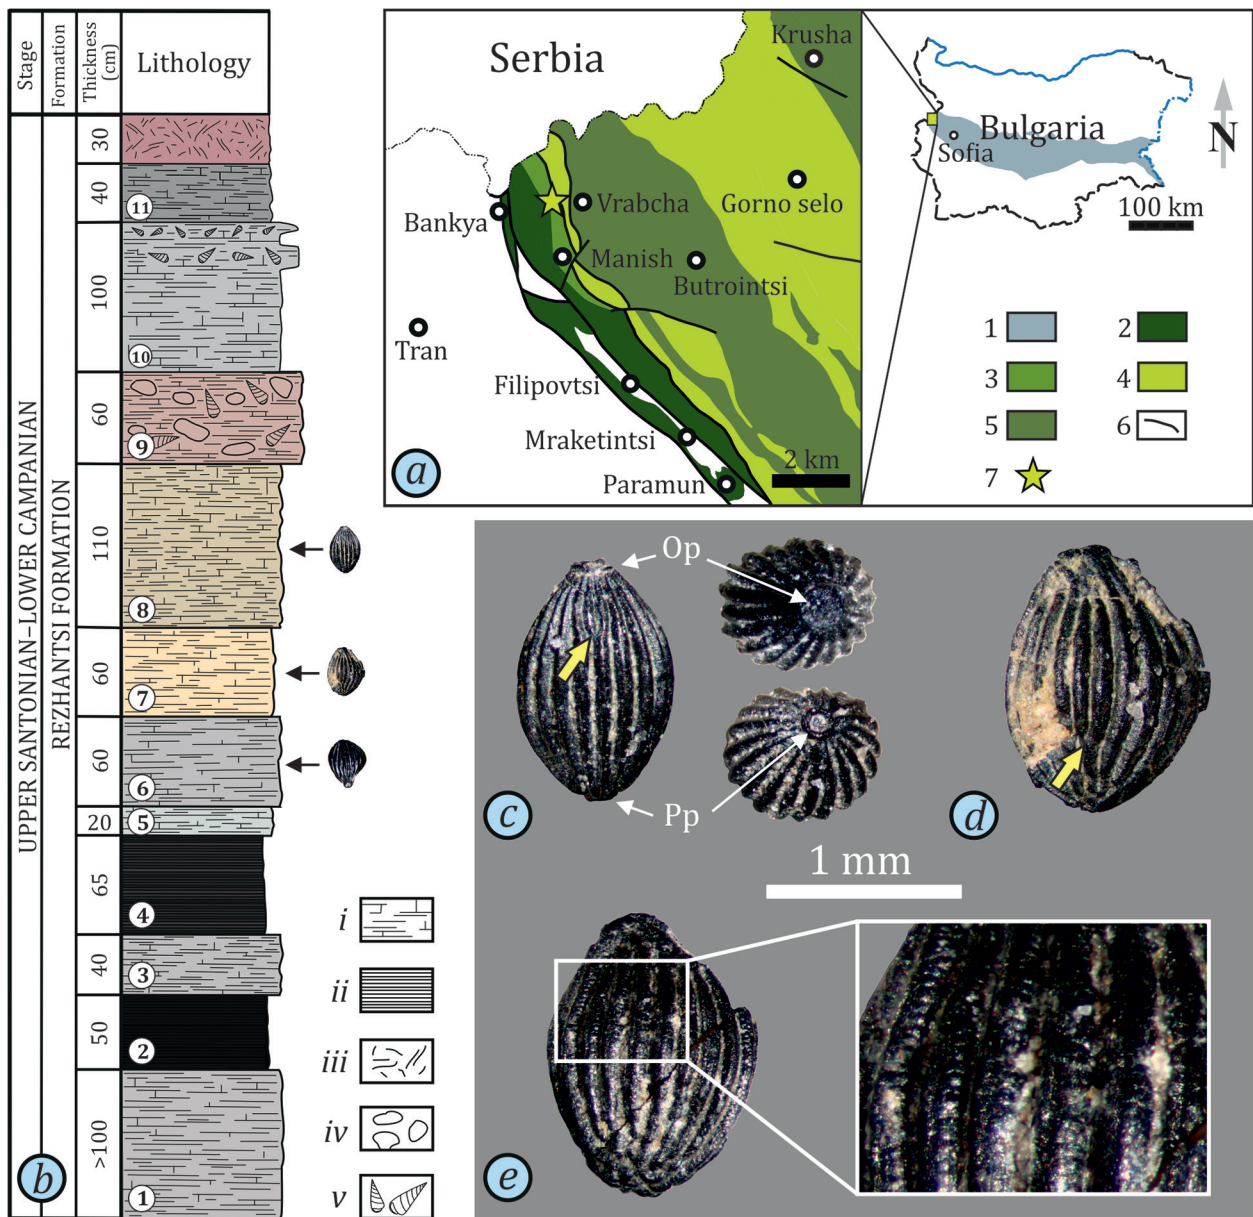 Stage
Formation
Thickness
(cm)
Lithology
UPPER SANTONIAN–LOWER CAMPANIAN
REZHANTSI FORMATION
30
40
11
100
10
60
9
110
8
60
7
60
6
20
5
65
4
40
3
50
2
>100
1
b
i
ii
iii
iv
v
Serbia
Krusha
Vrabcha
Gorno selo
Bankya
Manish
Butrointsi
Tran
Filipovtsi
Mraketintsi
Paramun
2 km
a
Bulgaria
Sofia
N
100 km
1
2
3
4
5
6
7
Op
Pp
c
d
1 mm
e